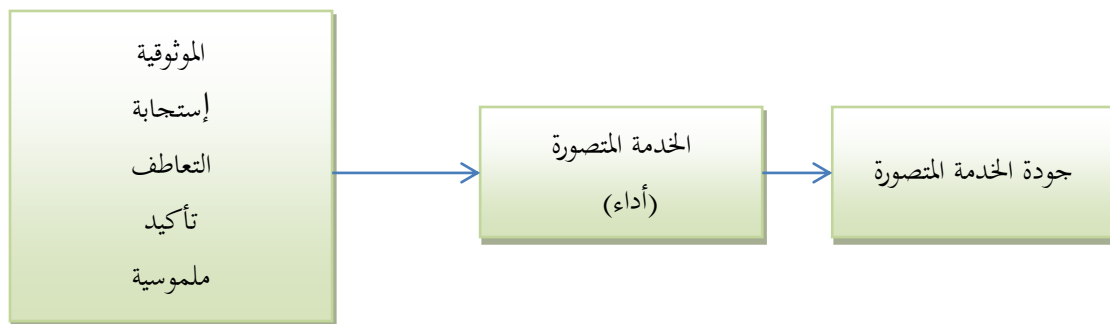 الموثوقية
إستجابة
التعاطف
تأكيد
ملموسية
الخدمة المتصورة
(أداء)
جودة الخدمة المتصورة